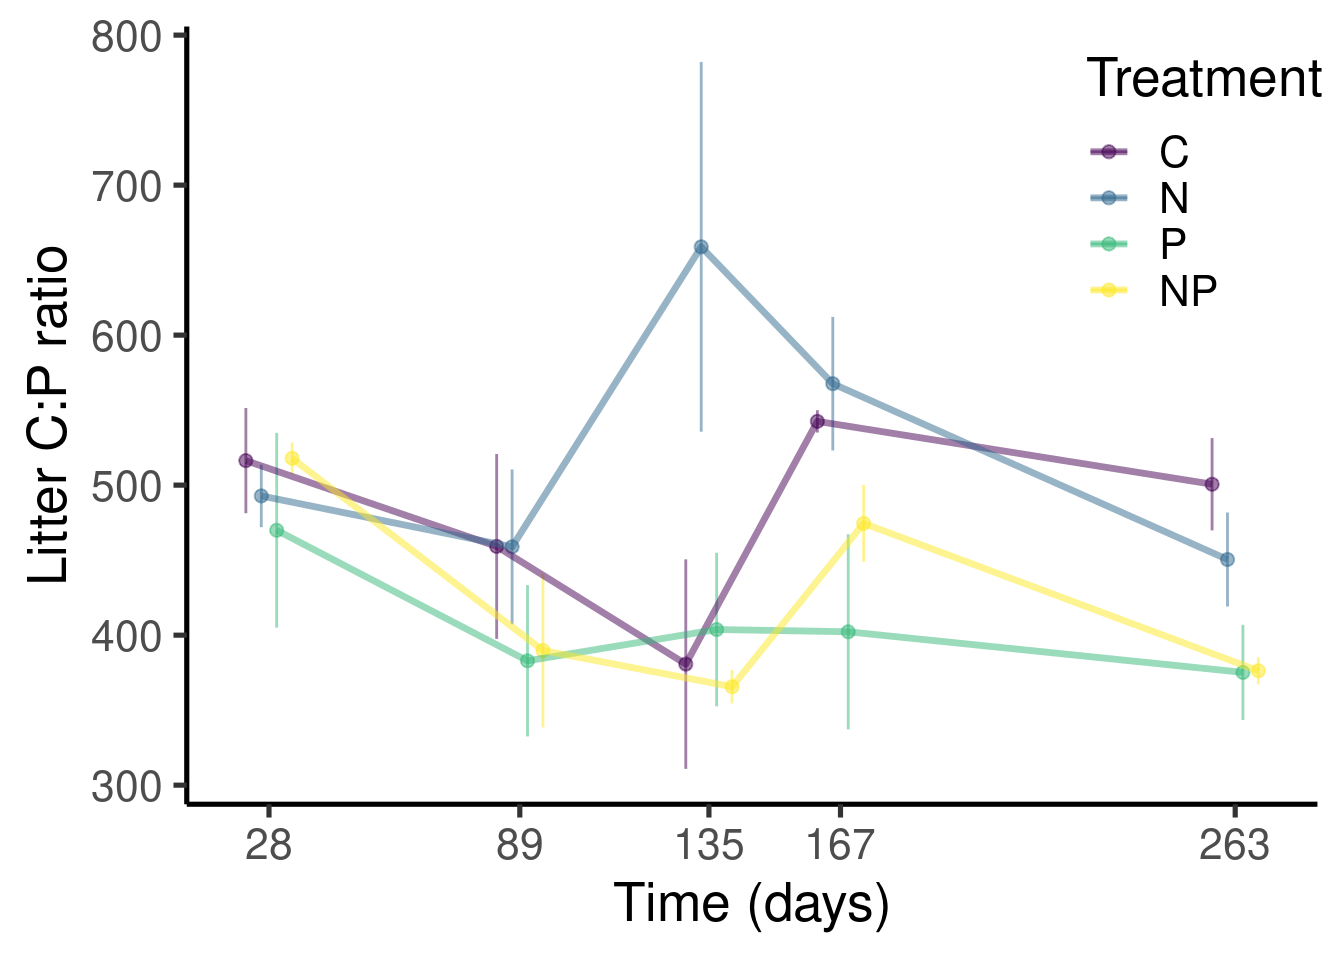 800
700
600
500
400
300
Litter C:P ratio
28 89 135 167 263
Time (days)
Treatment
C
N
P
NP